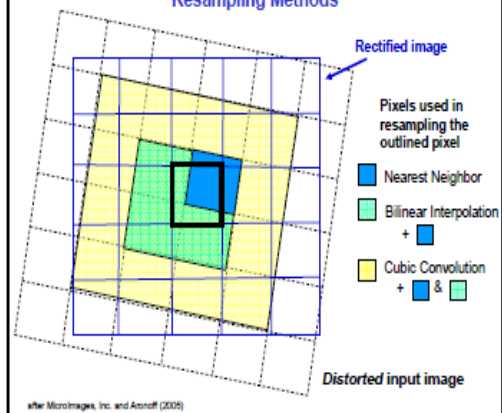 Resampling Methods
Rectified image
Pixels used in
resampling the
outlined pixel
Nearest Neighbor
Bilinear Interpolation
+
Cubic Convolution
+ &
Distorted input image
after MicroImages, Inc. and Aronoff (2005)